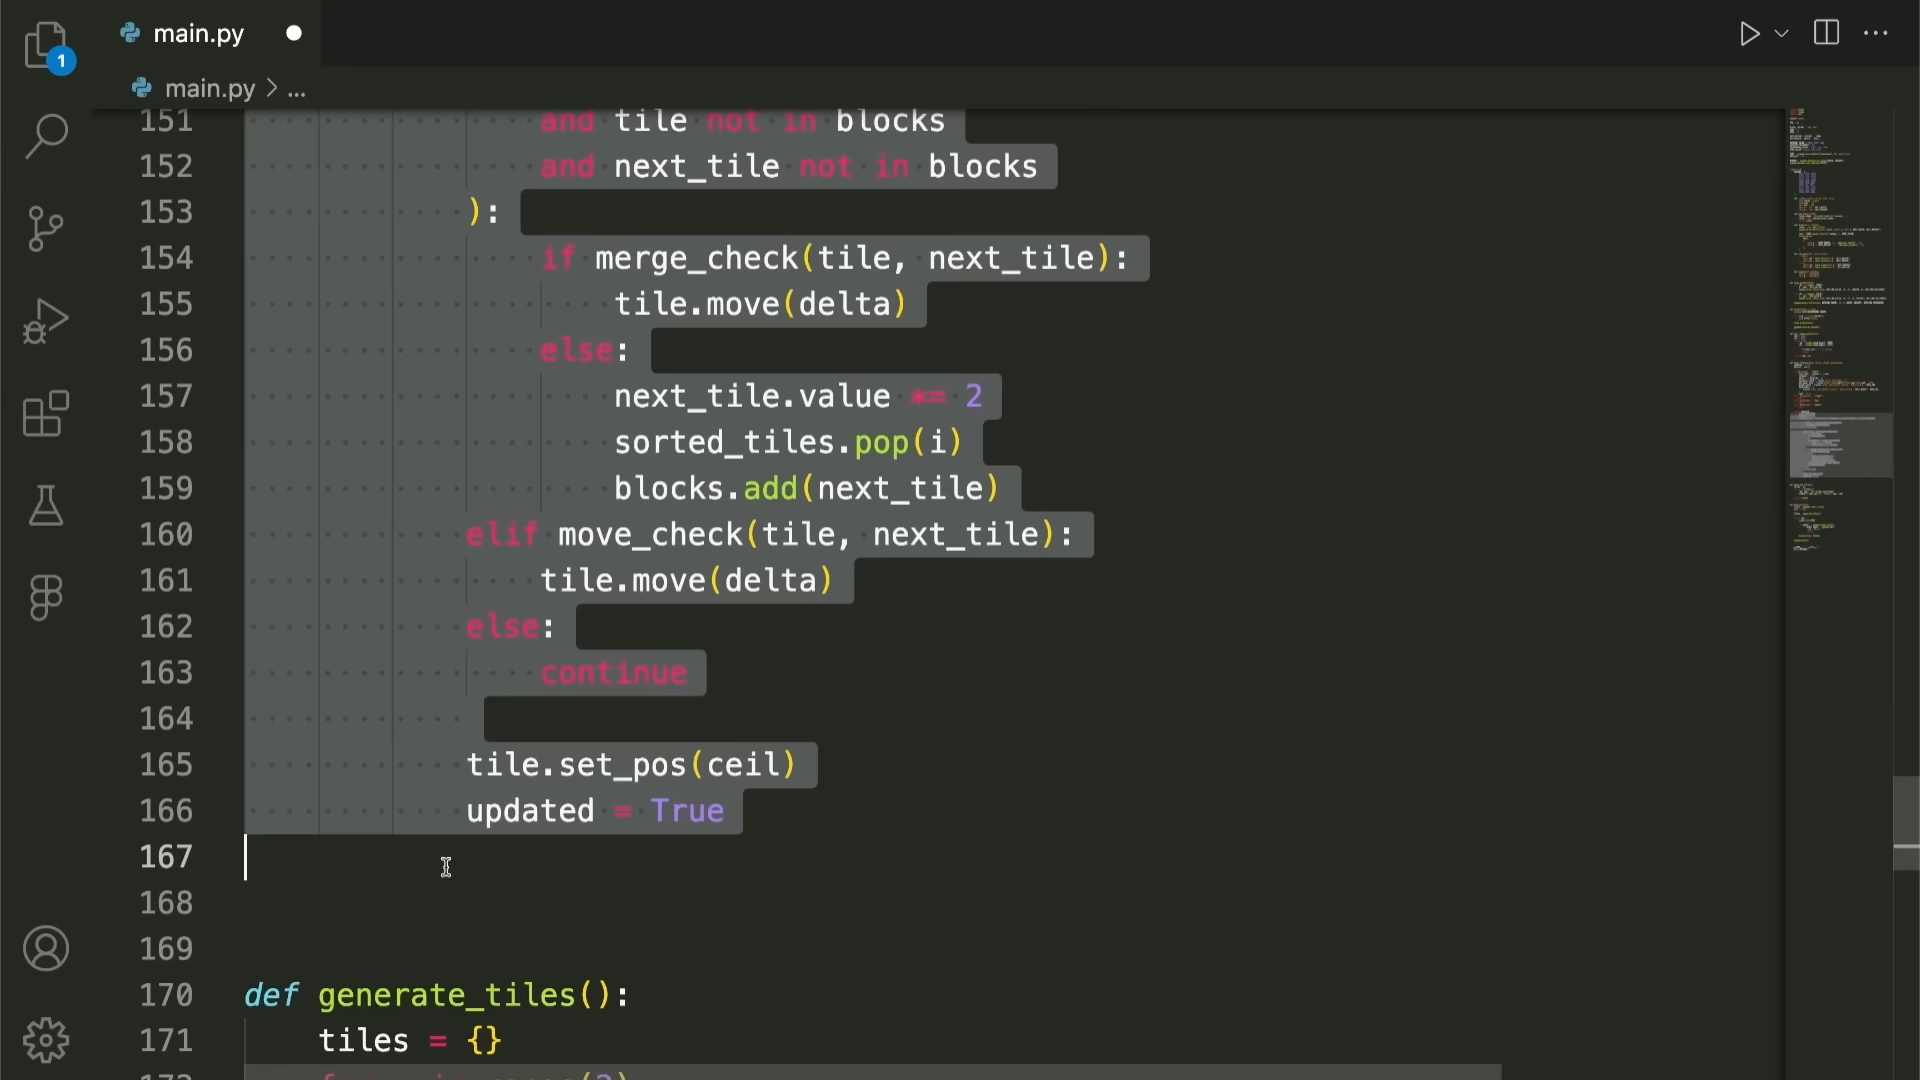 main.py
1
main.py > ...
151 and tile not in blocks
152 and next_tile not in blocks
153 ):
154 if merge_check(tile, next_tile):
155 tile.move(delta)
156 else:
157 next_tile.value *= 2
158 sorted_tiles.pop(i)
159 blocks.add(next_tile)
160 elif move_check(tile, next_tile):
161 tile.move(delta)
162 else:
163 continue
164
165 tile.set_pos(ceil)
166 updated = True
167
168
169
170 def generate_tiles():
171 tiles = {}